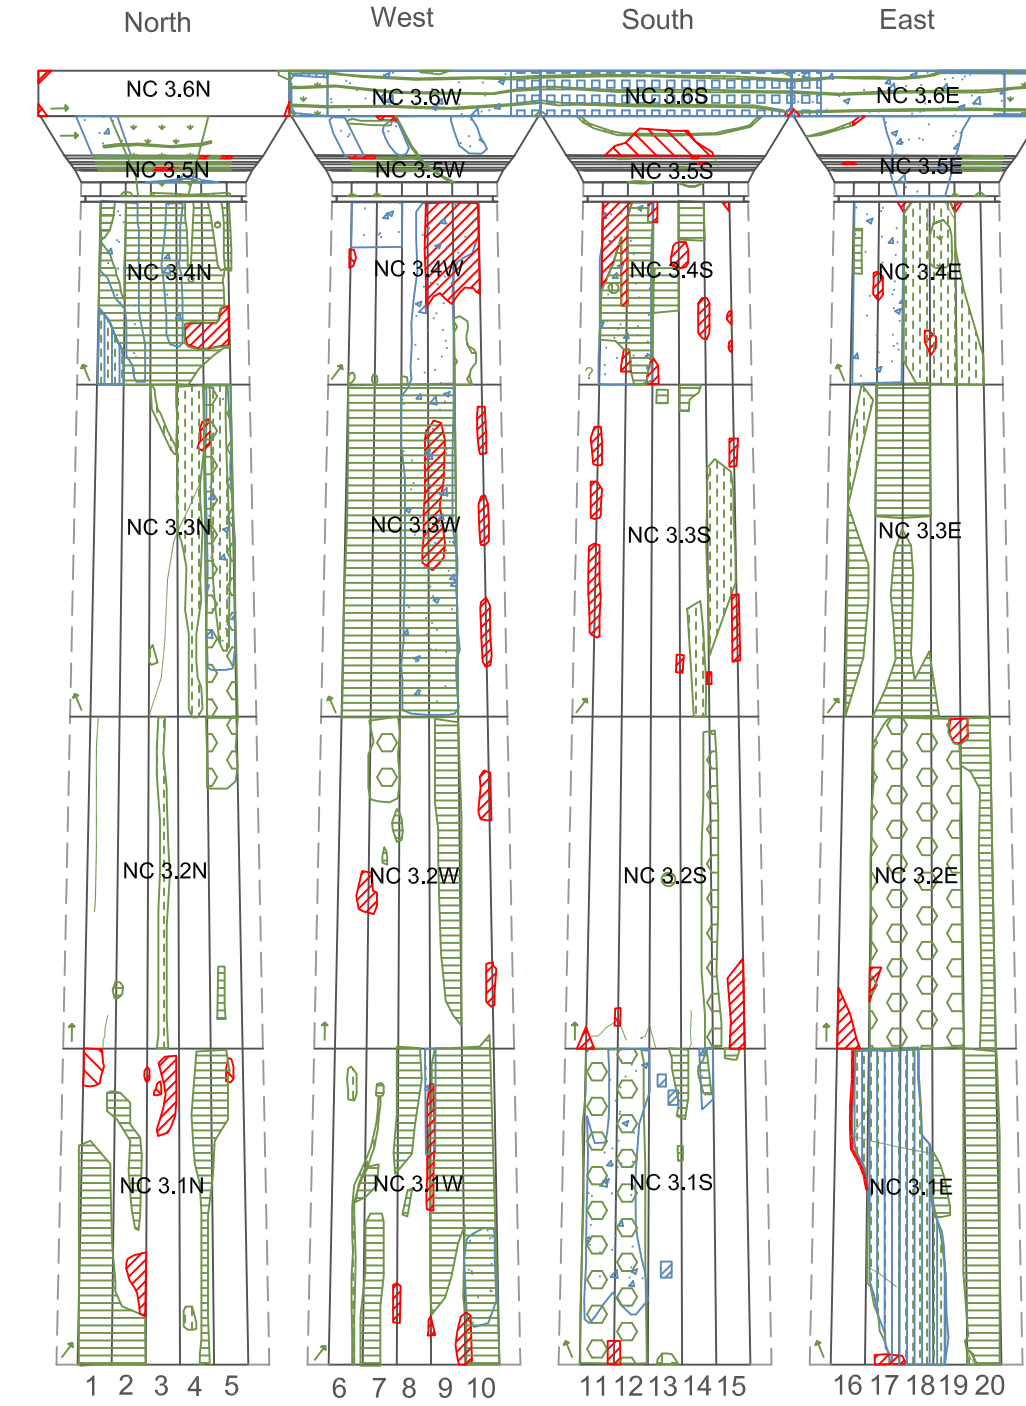 North West South East
NC 3.6N NC 3.6W NC 3.6S NC 3.6E
NC 3.5N NC 3.5W NC 3.5S NC 3.5E
NC 3.4N NC 3.4W NC 3.4S NC 3.4E
?
NC 3.3N NC 3.3W NC 3.3S NC 3.3E
NC 3.2N NC 3.2W NC 3.2S NC 3.2E
NC 3.1N NC 3.1W NC 3.1S NC 3.1E
1 2 3 4 5 6 7 8 9 10 11 12 13 14 15 16 17 18 19 20